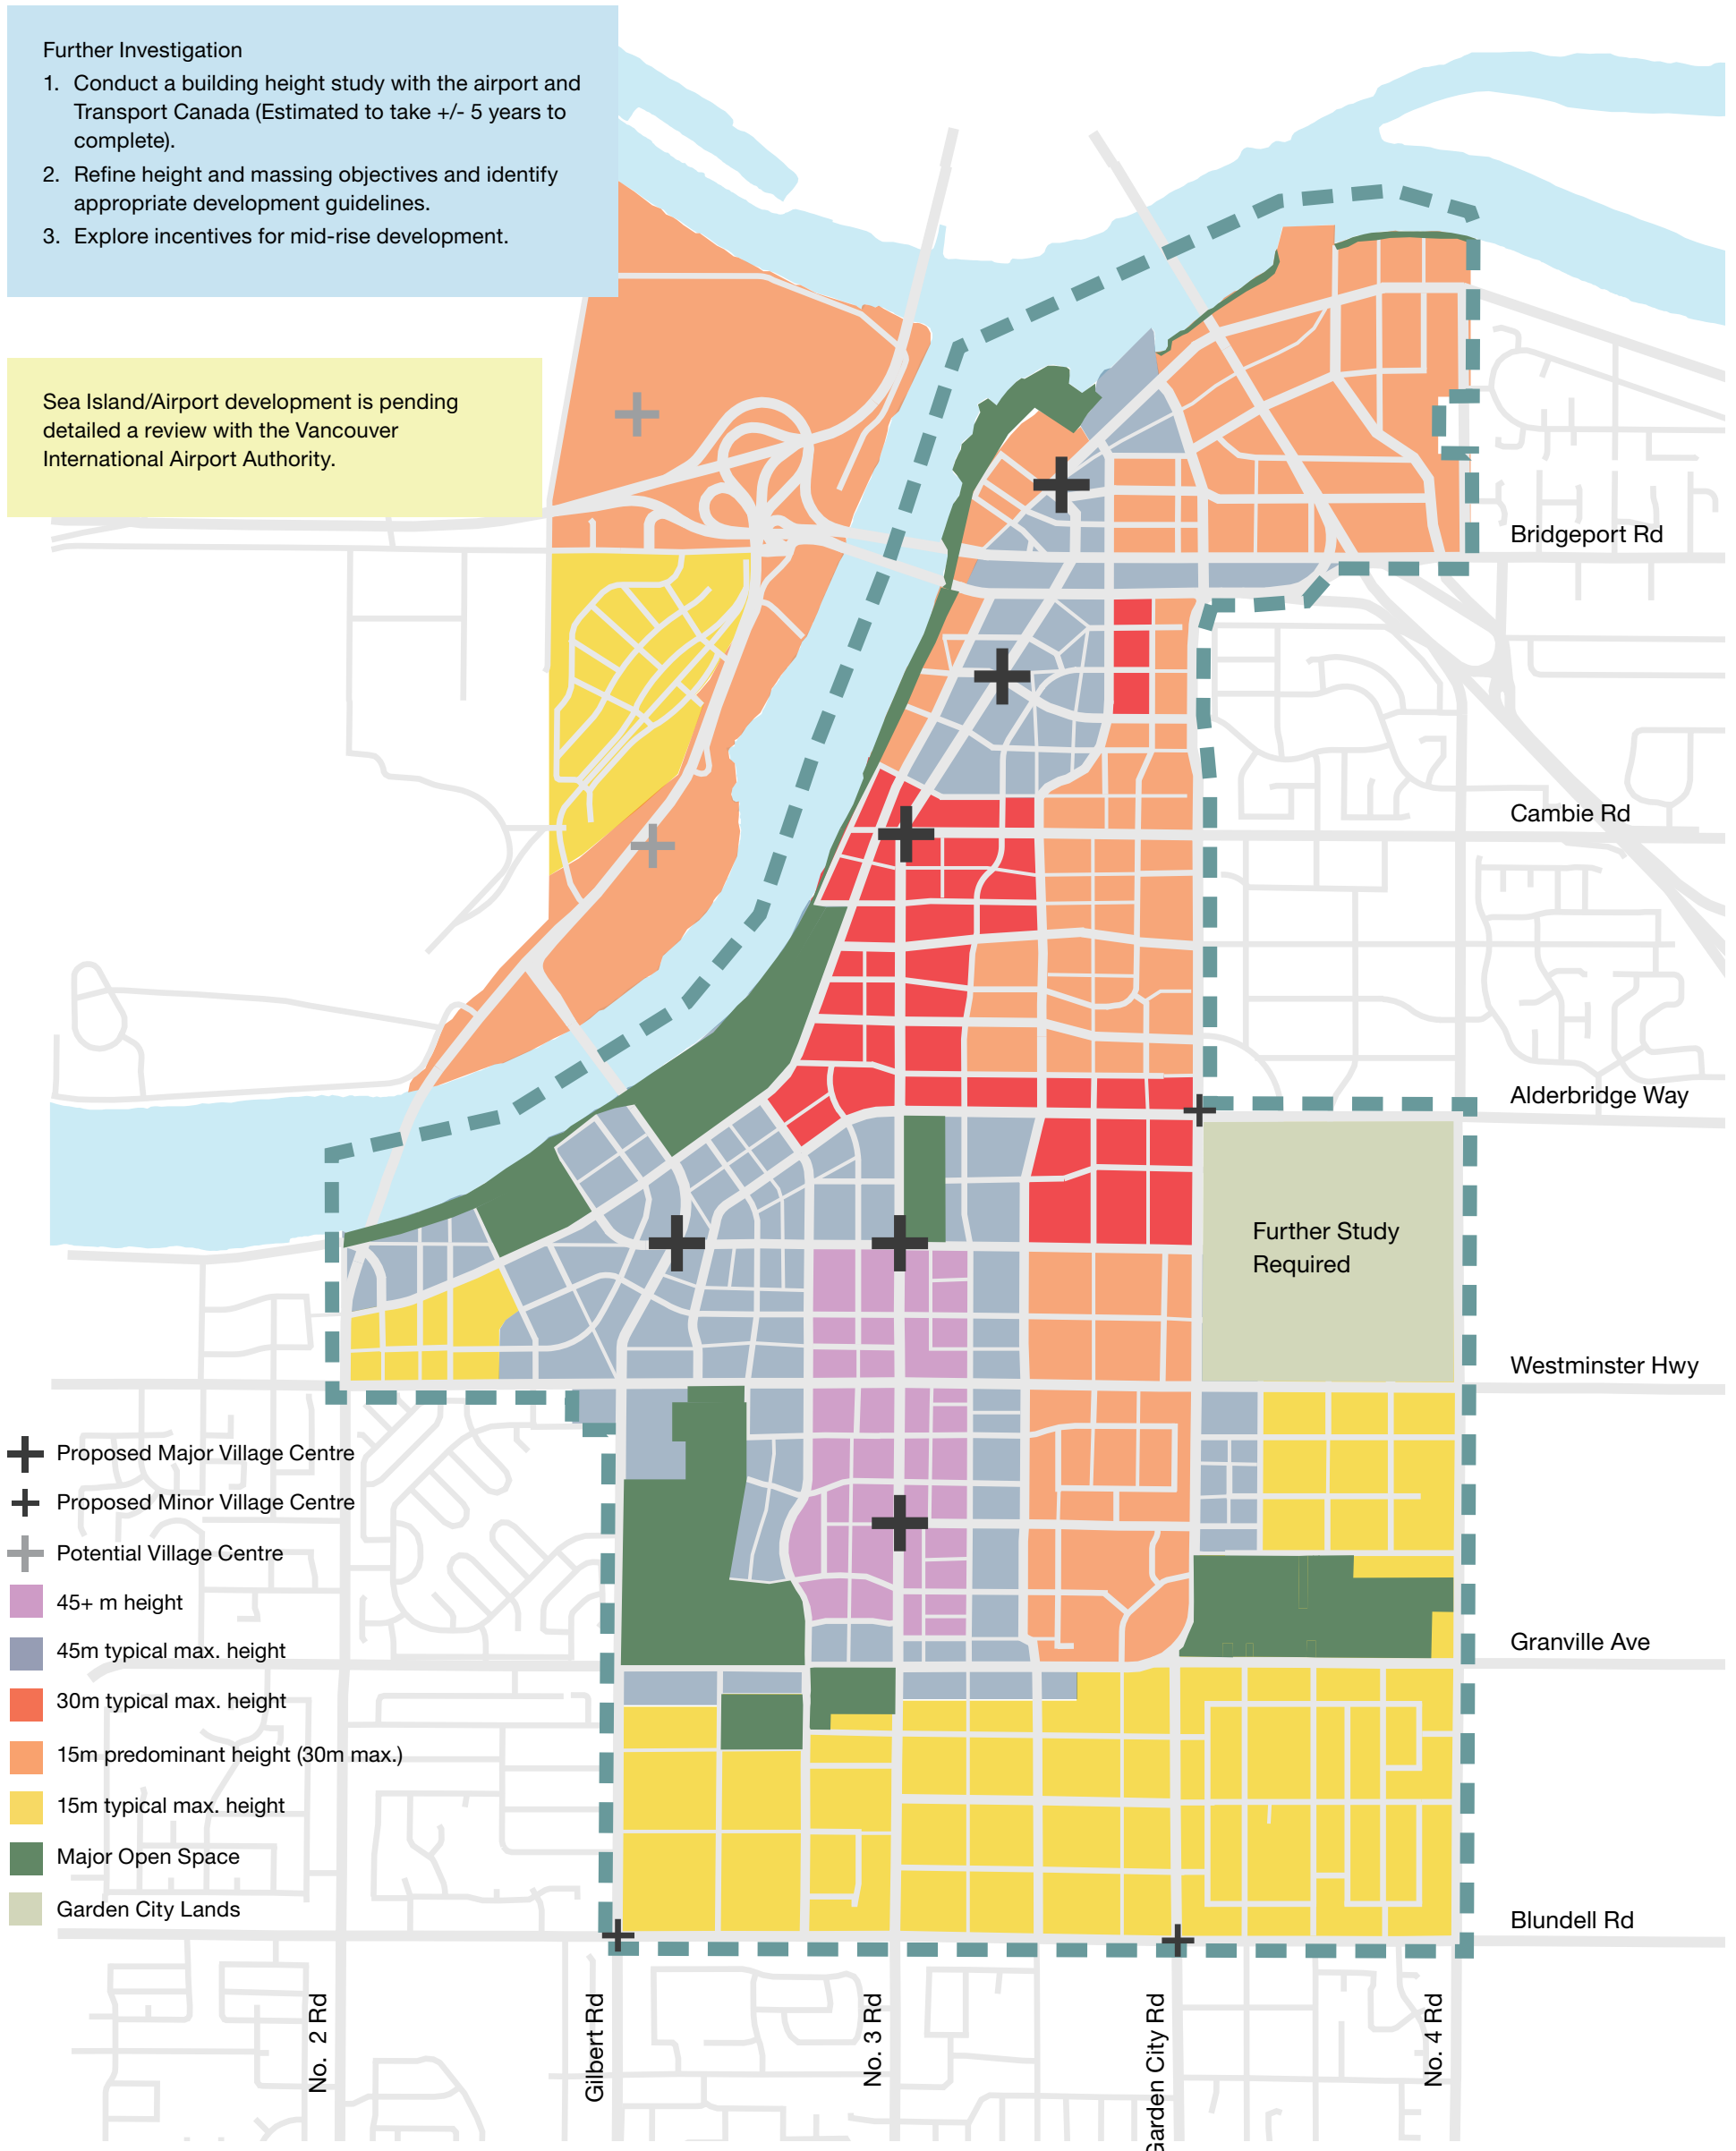 Further Investigation
1. Conduct a building height study with the airport and
Transport Canada (Estimated to take +/- 5 years to
complete).
2. Refine height and massing objectives and identify
appropriate development guidelines.
3. Explore incentives for mid-rise development.
Sea Island/Airport development is pending
detailed a review with the Vancouver
International Airport Authority.
Bridgeport Rd
Cambie Rd
Alderbridge Way
Further Study
Required
Westminster Hwy
Proposed Major Village Centre
Proposed Minor Village Centre
Potential Village Centre
45+ m height
45m typical max. height
30m typical max. height
15m predominant height (30m max.)
15m typical max. height
Major Open Space
Garden City Lands
Granville Ave
Blundell Rd
No. 2 Rd
Gilbert Rd
No. 3 Rd
Garden City Rd
No. 4 Rd